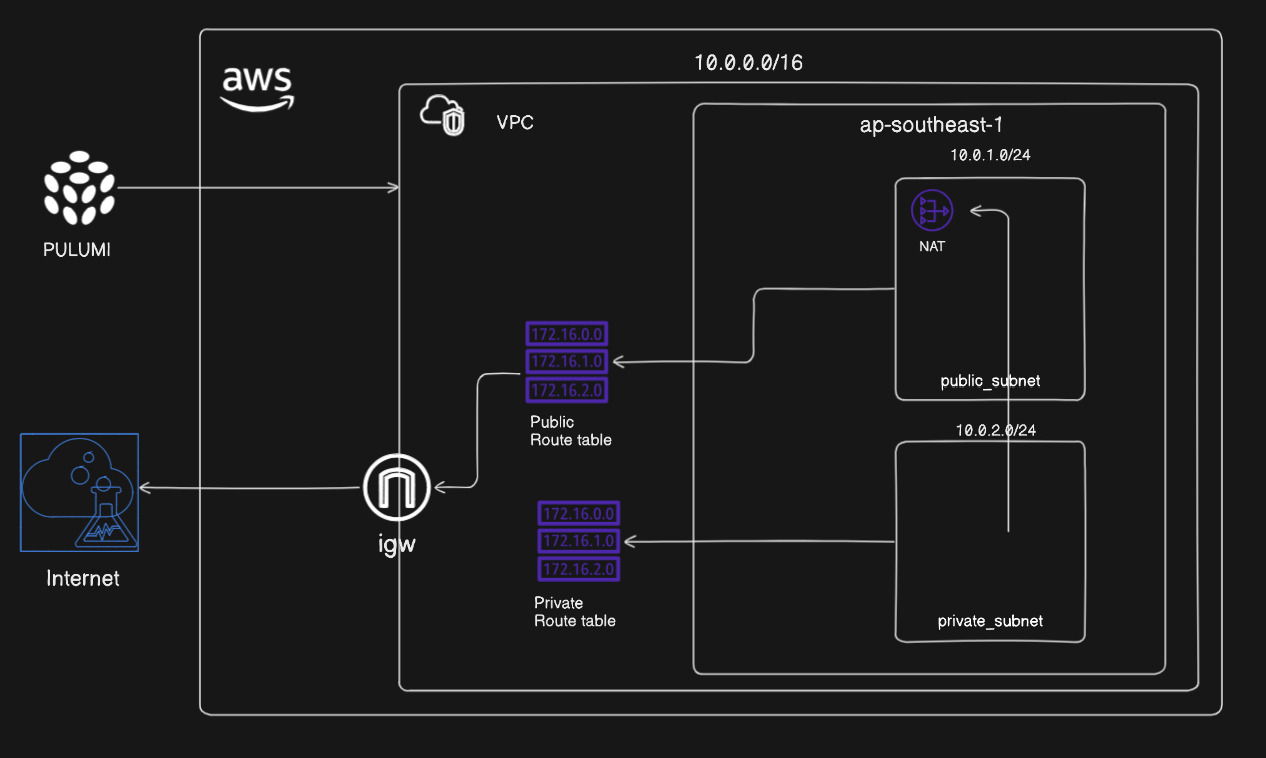 10.0.0.0/16
aws
VPC
ap-southeast-1
10.0.1.0/24
PULUMI
NAT
172.16.0.0
172.16.1.0
172.16.2.0
public_subnet
Public
Route table
10.0.2.0/24
172.16.0.0
172.16.1.0
172.16.2.0
igw
Internet
Private
Route table
private_subnet